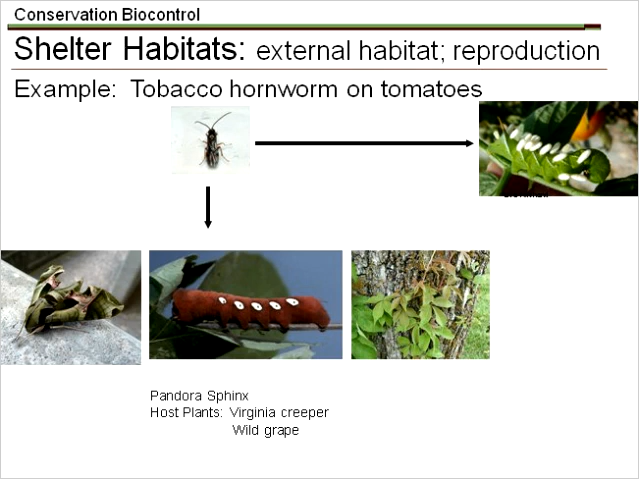 Conservation Biocontrol
Shelter Habitats: external habitat; reproduction
Example: Tobacco hornworm on tomatoes
Pandora Sphinx
Host Plants: Virginia creeper
Wild grape